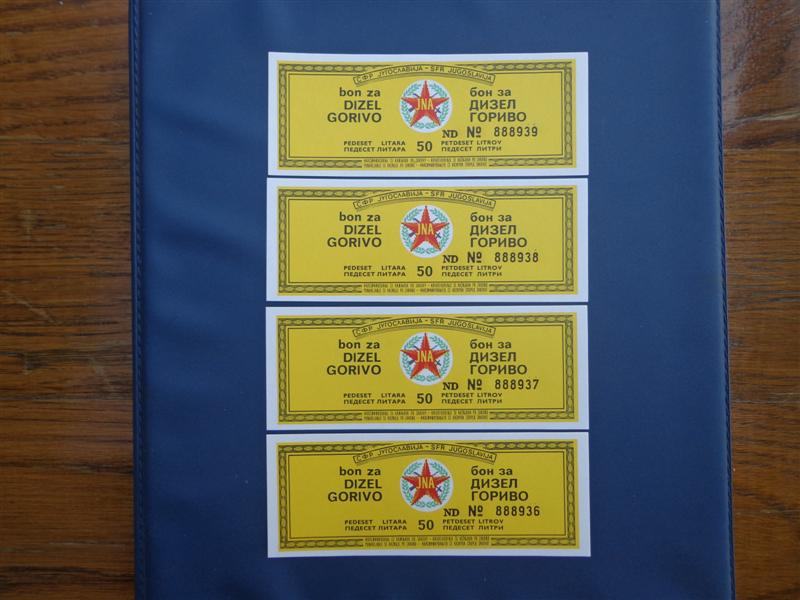 СФР ЈУГОСЛАВИЈА - SFR JUGOSLAVIJA
bon za бон за
DIZEL JNA ДИЗЕЛ
GORIVO ГОРИВО
ND № 888939
PEDESET LITARA 50 PETDESET LITROV
ПЕДЕСЕТ ЛИТАРА ПЕДЕСЕТ ЛИТРИ
СФР ЈУГОСЛАВИЈА - SFR JUGOSLAVIJA
bon za бон за
DIZEL JNA ДИЗЕЛ
GORIVO ГОРИВО
ND № 888938
PEDESET LITARA 50 PETDESET LITROV
ПЕДЕСЕТ ЛИТАРА ПЕДЕСЕТ ЛИТРИ
СФР ЈУГОСЛАВИЈА - SFR JUGOSLAVIJA
bon za бон за
DIZEL JNA ДИЗЕЛ
GORIVO ГОРИВО
ND № 888937
PEDESET LITARA 50 PETDESET LITROV
ПЕДЕСЕТ ЛИТАРА ПЕДЕСЕТ ЛИТРИ
СФР ЈУГОСЛАВИЈА - SFR JUGOSLAVIJA
bon za бон за
DIZEL JNA ДИЗЕЛ
GORIVO ГОРИВО
ND № 888936
PEDESET LITARA 50 PETDESET LITROV
ПЕДЕСЕТ ЛИТАРА ПЕДЕСЕТ ЛИТРИ